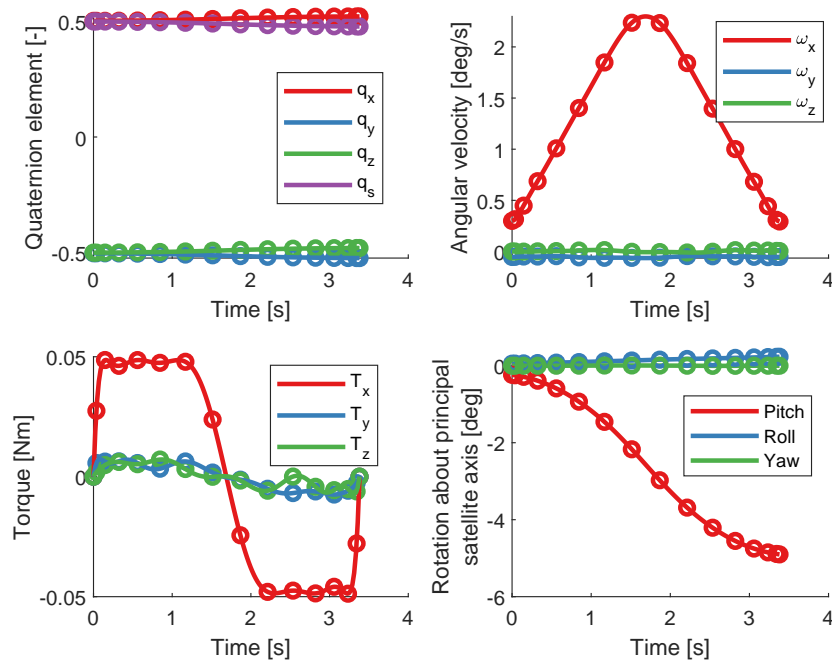 Quaternion element [-]
0.5
0
-0.5
q_x
q_y
q_z
q_s
0 1 2 3 4
Time [s]
Angular velocity [deg/s]
2
1.5
1
0.5
0
ω_x
ω_y
ω_z
0 1 2 3 4
Time [s]
Torque [Nm]
0.05
0
-0.05
T_x
T_y
T_z
0 1 2 3 4
Time [s]
Rotation about principal
satellite axis [deg]
0
-2
-4
-6
Pitch
Roll
Yaw
0 1 2 3 4
Time [s]